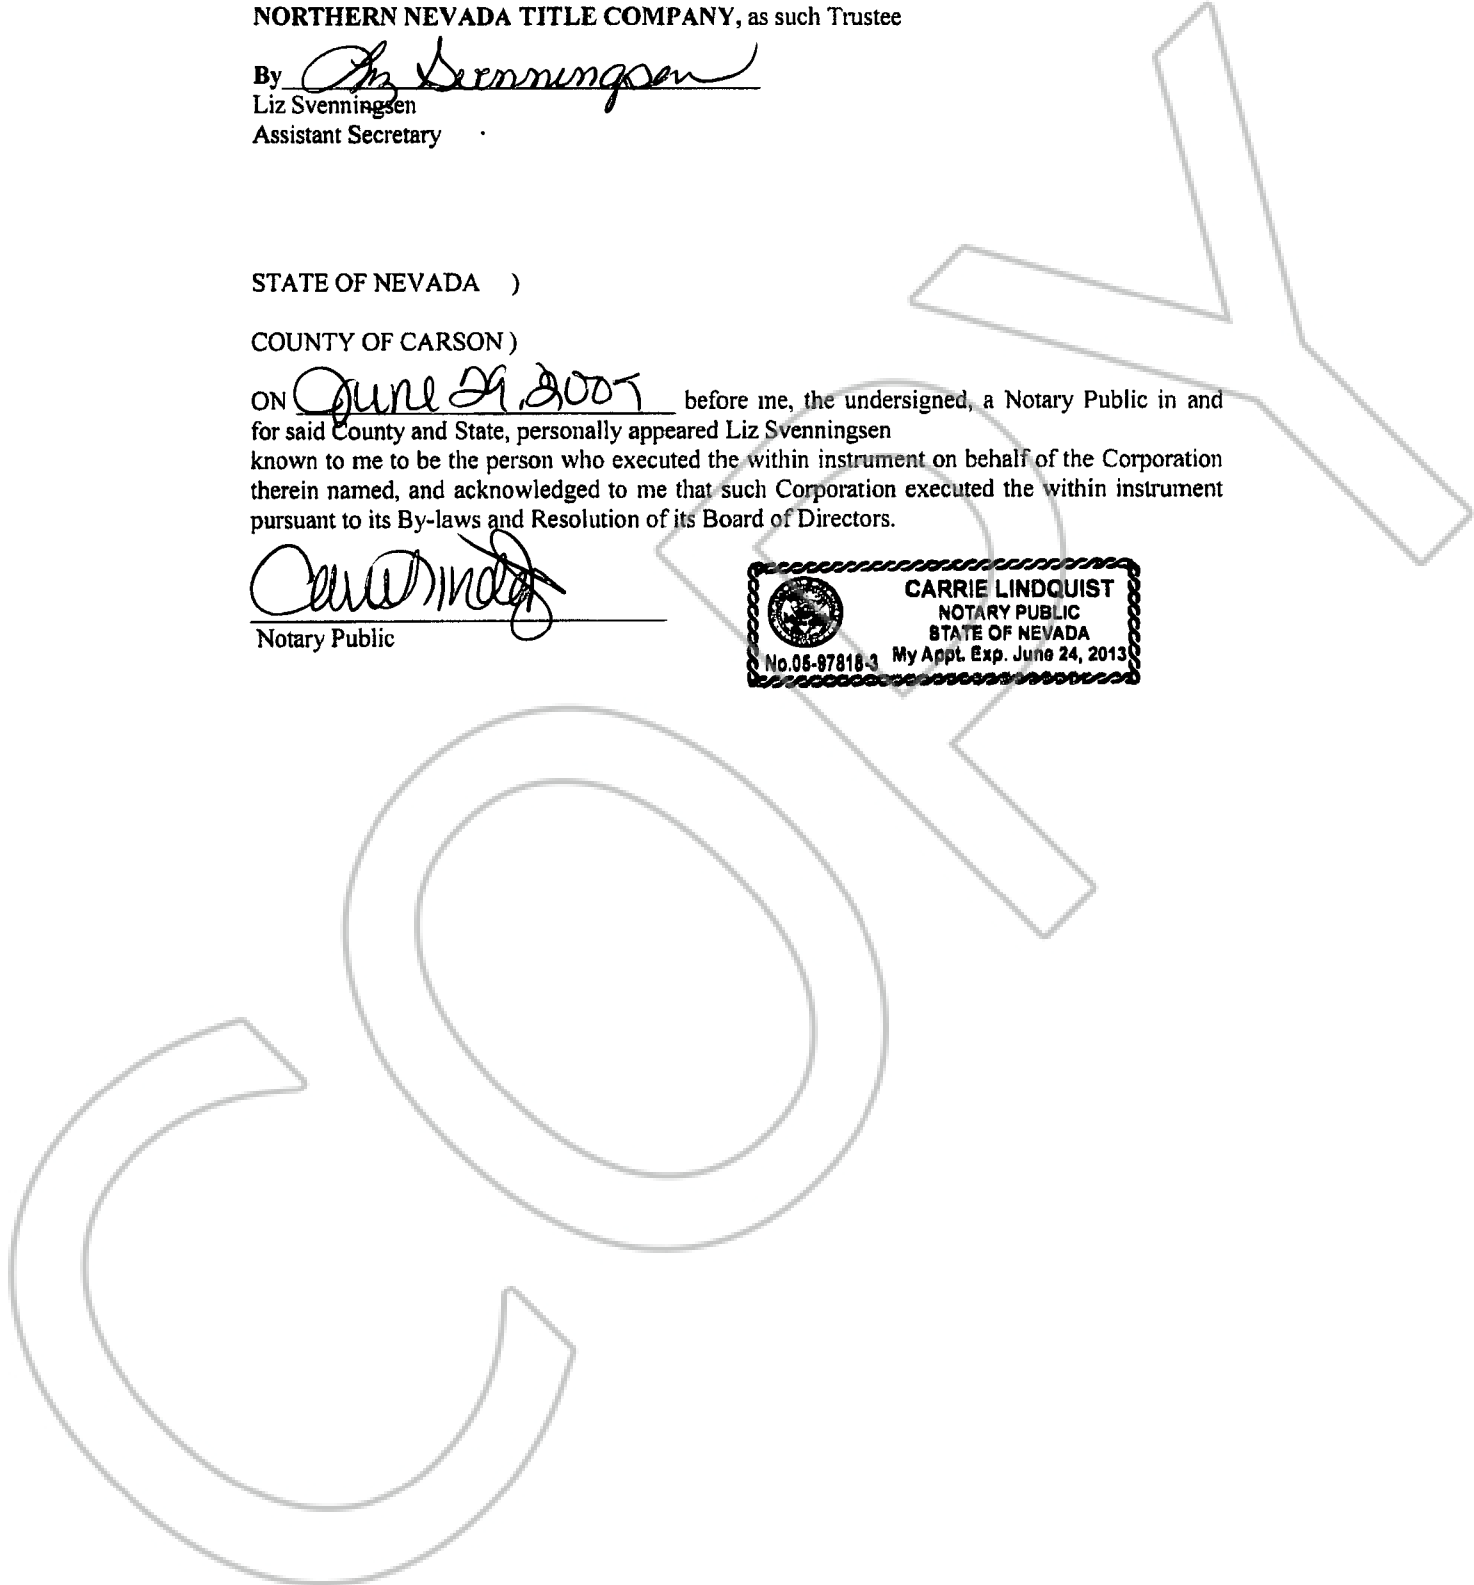 NORTHERN NEVADA TITLE COMPANY, as such Trustee
By Liz Svenningsen
Liz Svenningsen
Assistant Secretary
STATE OF NEVADA )
COUNTY OF CARSON )
ON June 29, before me, the undersigned, a Notary Public in and
for said County and State, personally appeared Liz Svenningsen
known to me to be the person who executed the within instrument on behalf of the Corporation
therein named, and acknowledged to me that such Corporation executed the within instrument
pursuant to its By-laws and Resolution of its Board of Directors.
Notary Public
CARRIE LINDQUIST
NOTARY PUBLIC
STATE OF NEVADA
My Appt. Exp. June 24, 2013
No.05-97818-3
COPY